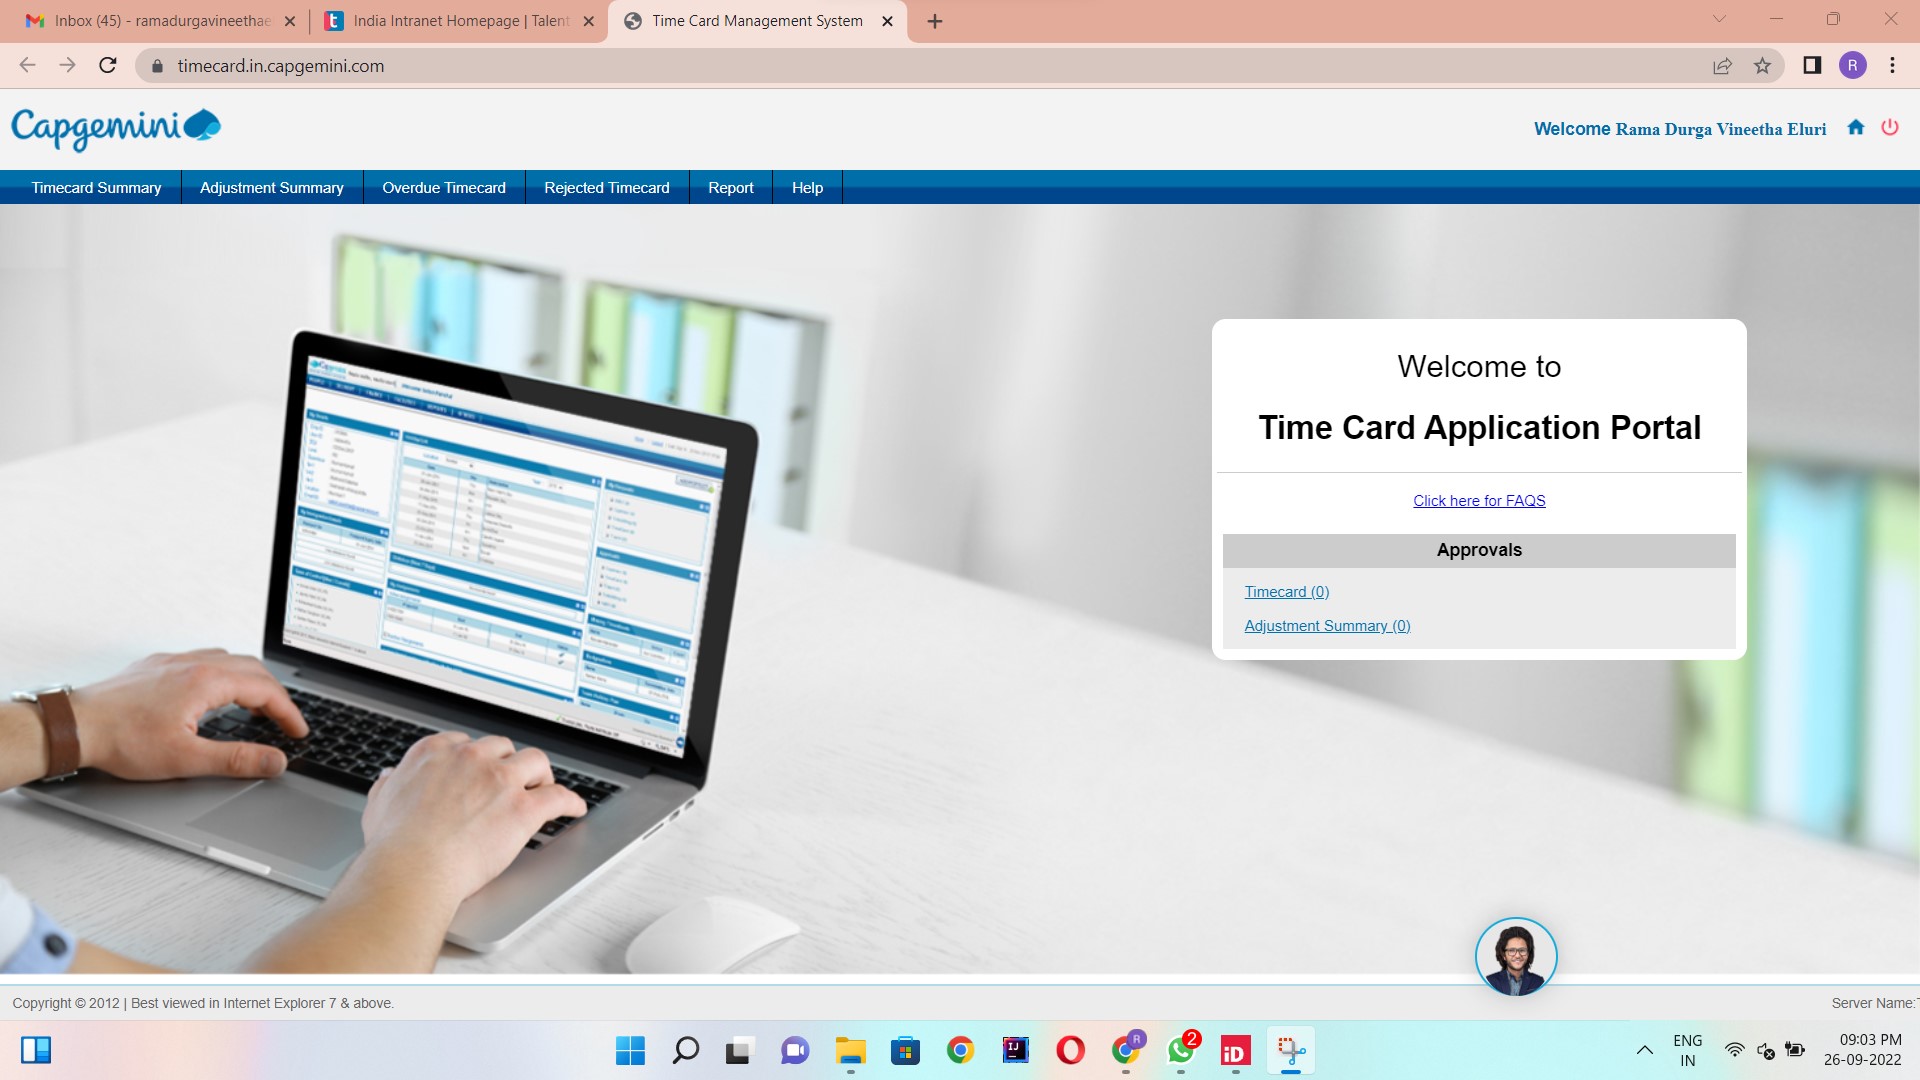 Inbox (45) - ramadurgavineethae
India Intranet Homepage | Talent
Time Card Management System
timecard.in.capgemini.com
R
Capgemini
Welcome Rama Durga Vineetha Eluri
Timecard Summary
Adjustment Summary
Overdue Timecard
Rejected Timecard
Report
Help
Welcome to
Time Card Application Portal
Click here for FAQS
Approvals
Timecard (0)
Adjustment Summary (0)
Copyright © 2012 | Best viewed in Internet Explorer 7 & above.
Server Name:
IJ
R
2
iD
ENG
IN
09:03 PM
26-09-2022